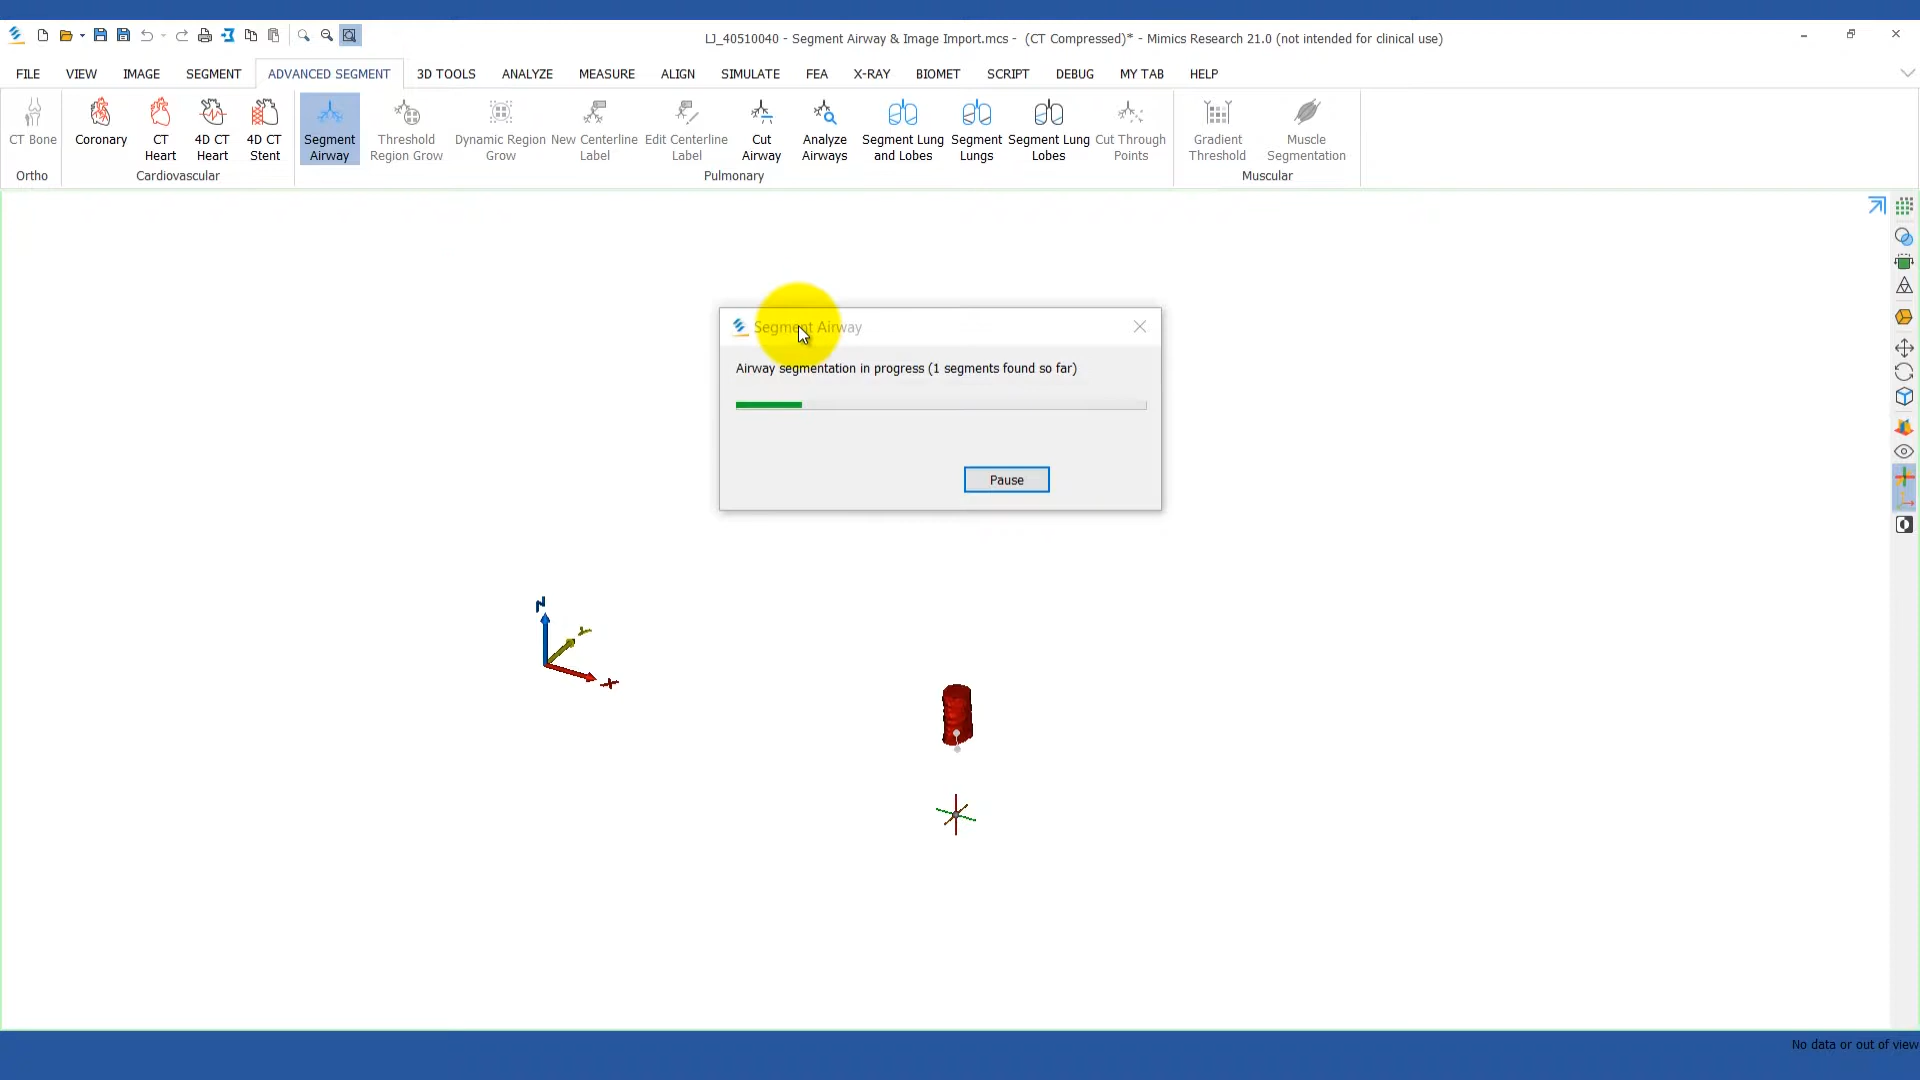 LJ_40510040 - Segment Airway & Image Import.mcs - (CT Compressed)* - Mimics Research 21.0 (not intended for clinical use)
FILE VIEW IMAGE SEGMENT ADVANCED SEGMENT 3D TOOLS ANALYZE MEASURE ALIGN SIMULATE FEA X-RAY BIOMET SCRIPT DEBUG MY TAB HELP
CT Bone Coronary CT 4D CT 4D CT Segment Threshold Dynamic Region New Centerline Edit Centerline Cut Analyze Segment Lung Segment Segment Lung Cut Through Gradient Muscle
Heart Heart Stent Airway Region Grow Grow Label Label Airway Airways and Lobes Lungs Lobes Points Threshold Segmentation
Ortho Cardiovascular Pulmonary Muscular
Segment Airway
Airway segmentation in progress (1 segments found so far)
Pause
Z
Y
X
No data or out of view